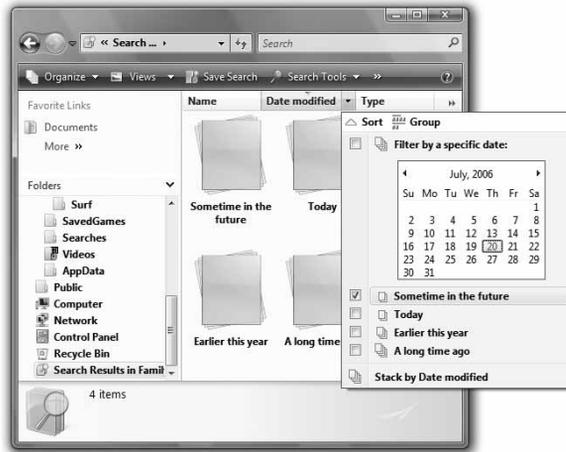 « Search ... ▸
Search
Organize ▾ Views ▾ Save Search Search Tools ▾ »
Favorite Links
Documents
More »
Folders
Surf
SavedGames
Searches
Videos
AppData
Public
Computer
Network
Control Panel
Recycle Bin
Search Results in Famil
Name Date modified Type »
Sometime in the
future
Today
Earlier this year
A long time
Sort Group
Filter by a specific date:
July, 2006
Su Mo Tu We Th Fr Sa
1
2 3 4 5 6 7 8
9 10 11 12 13 14 15
16 17 18 19 20 21 22
23 24 25 26 27 28 29
30 31
Sometime in the future
Today
Earlier this year
A long time ago
Stack by Date modified
4 items